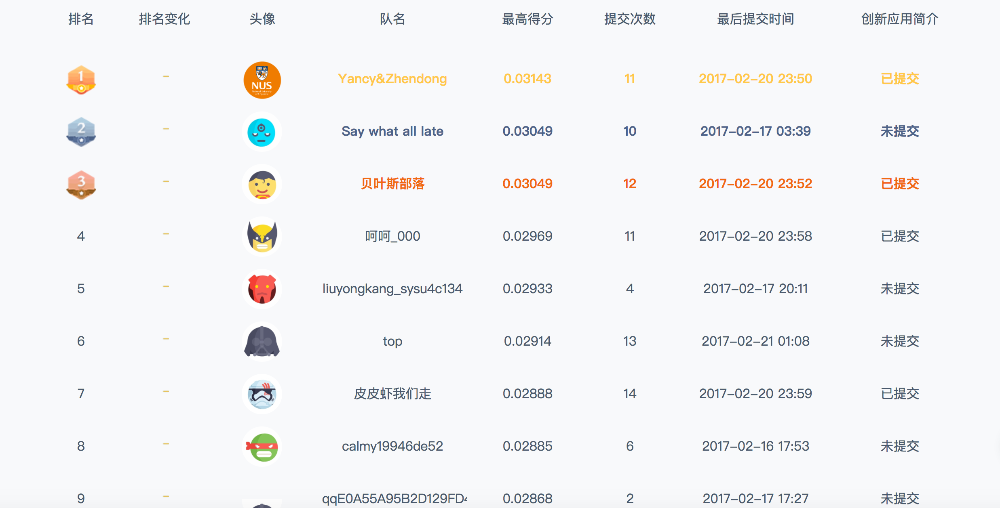 排名 排名变化 头像 队名 最高得分 提交次数 最后提交时间 创新应用简介
1 - NUS National University of Singapore Yancy&Zhendong 0.03143 11 2017-02-20 23:50 已提交
2 - Say what all late 0.03049 10 2017-02-17 03:39 未提交
3 - 贝叶斯部落 0.03049 12 2017-02-20 23:52 已提交
4 - 呵呵_000 0.02969 11 2017-02-20 23:58 已提交
5 - liuyongkang_sysu4c134 0.02933 4 2017-02-17 20:11 未提交
6 - top 0.02914 13 2017-02-21 01:08 未提交
7 - 皮皮虾我们走 0.02888 14 2017-02-20 23:59 已提交
8 - calmy19946de52 0.02885 6 2017-02-16 17:53 未提交
9 - qqE0A55A95B2D129FD4 0.02868 2 2017-02-17 17:27 未提交